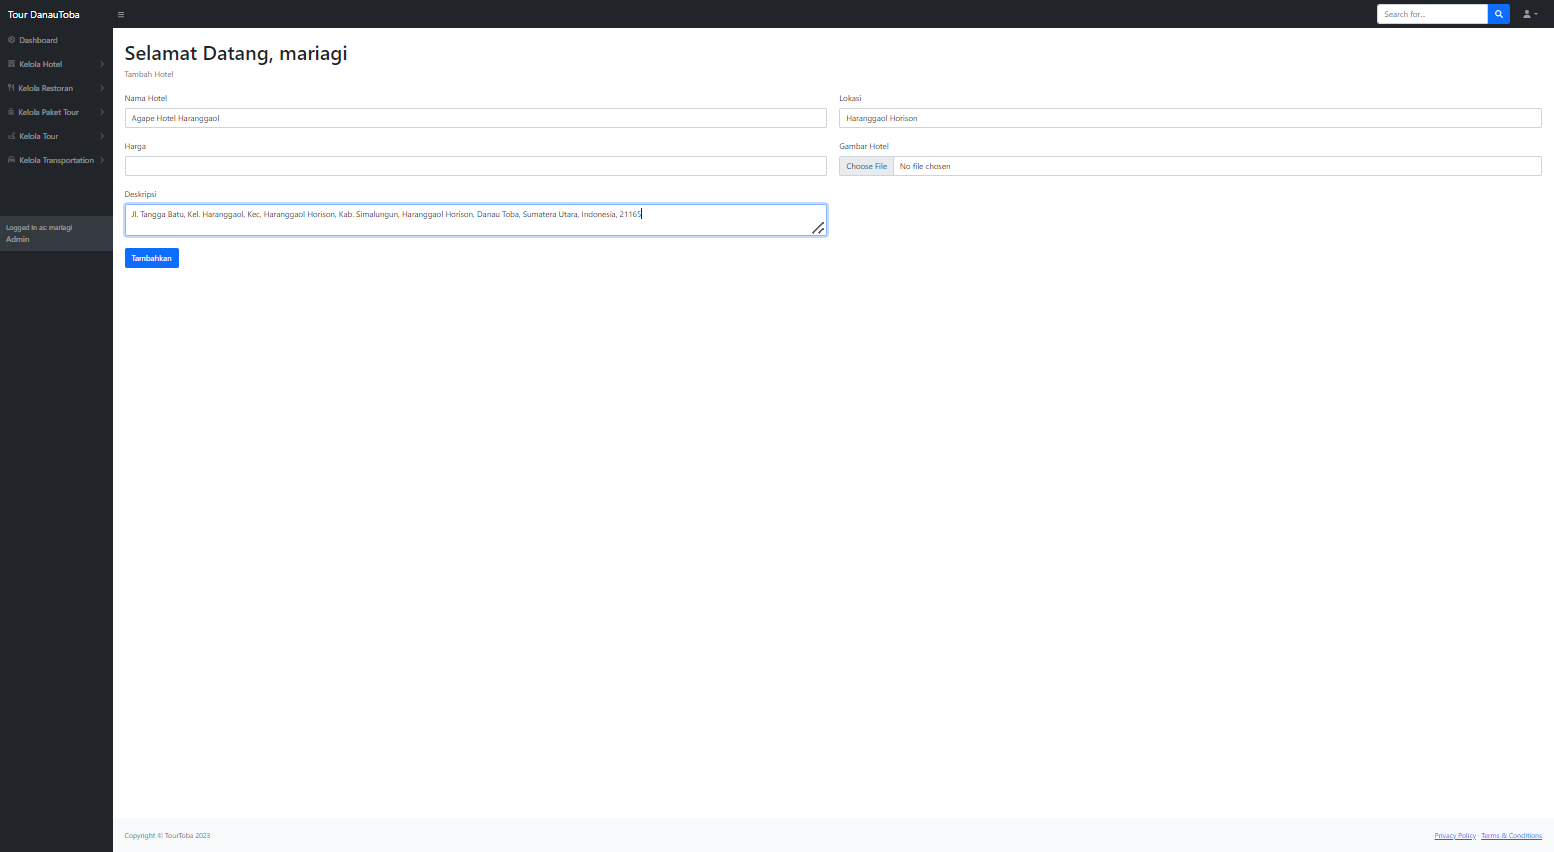 Tour DanauToba
Search for...
Dashboard
Kelola Hotel
Kelola Restoran
Kelola Paket Tour
Kelola Tour
Kelola Transportation
Logged in as: mariagi
Admin
Selamat Datang, mariagi
Tambah Hotel
Nama Hotel
Agape Hotel Haranggaol
Lokasi
Haranggaol Horison
Harga
Gambar Hotel
Choose File No file chosen
Deskripsi
Jl. Tangga Batu, Kel. Haranggaol, Kec, Haranggaol Horison, Kab. Simalungun, Haranggaol Horison, Danau Toba, Sumatera Utara, Indonesia, 21165
Tambahkan
Copyright © TourToba 2023
Privacy Policy · Terms & Conditions